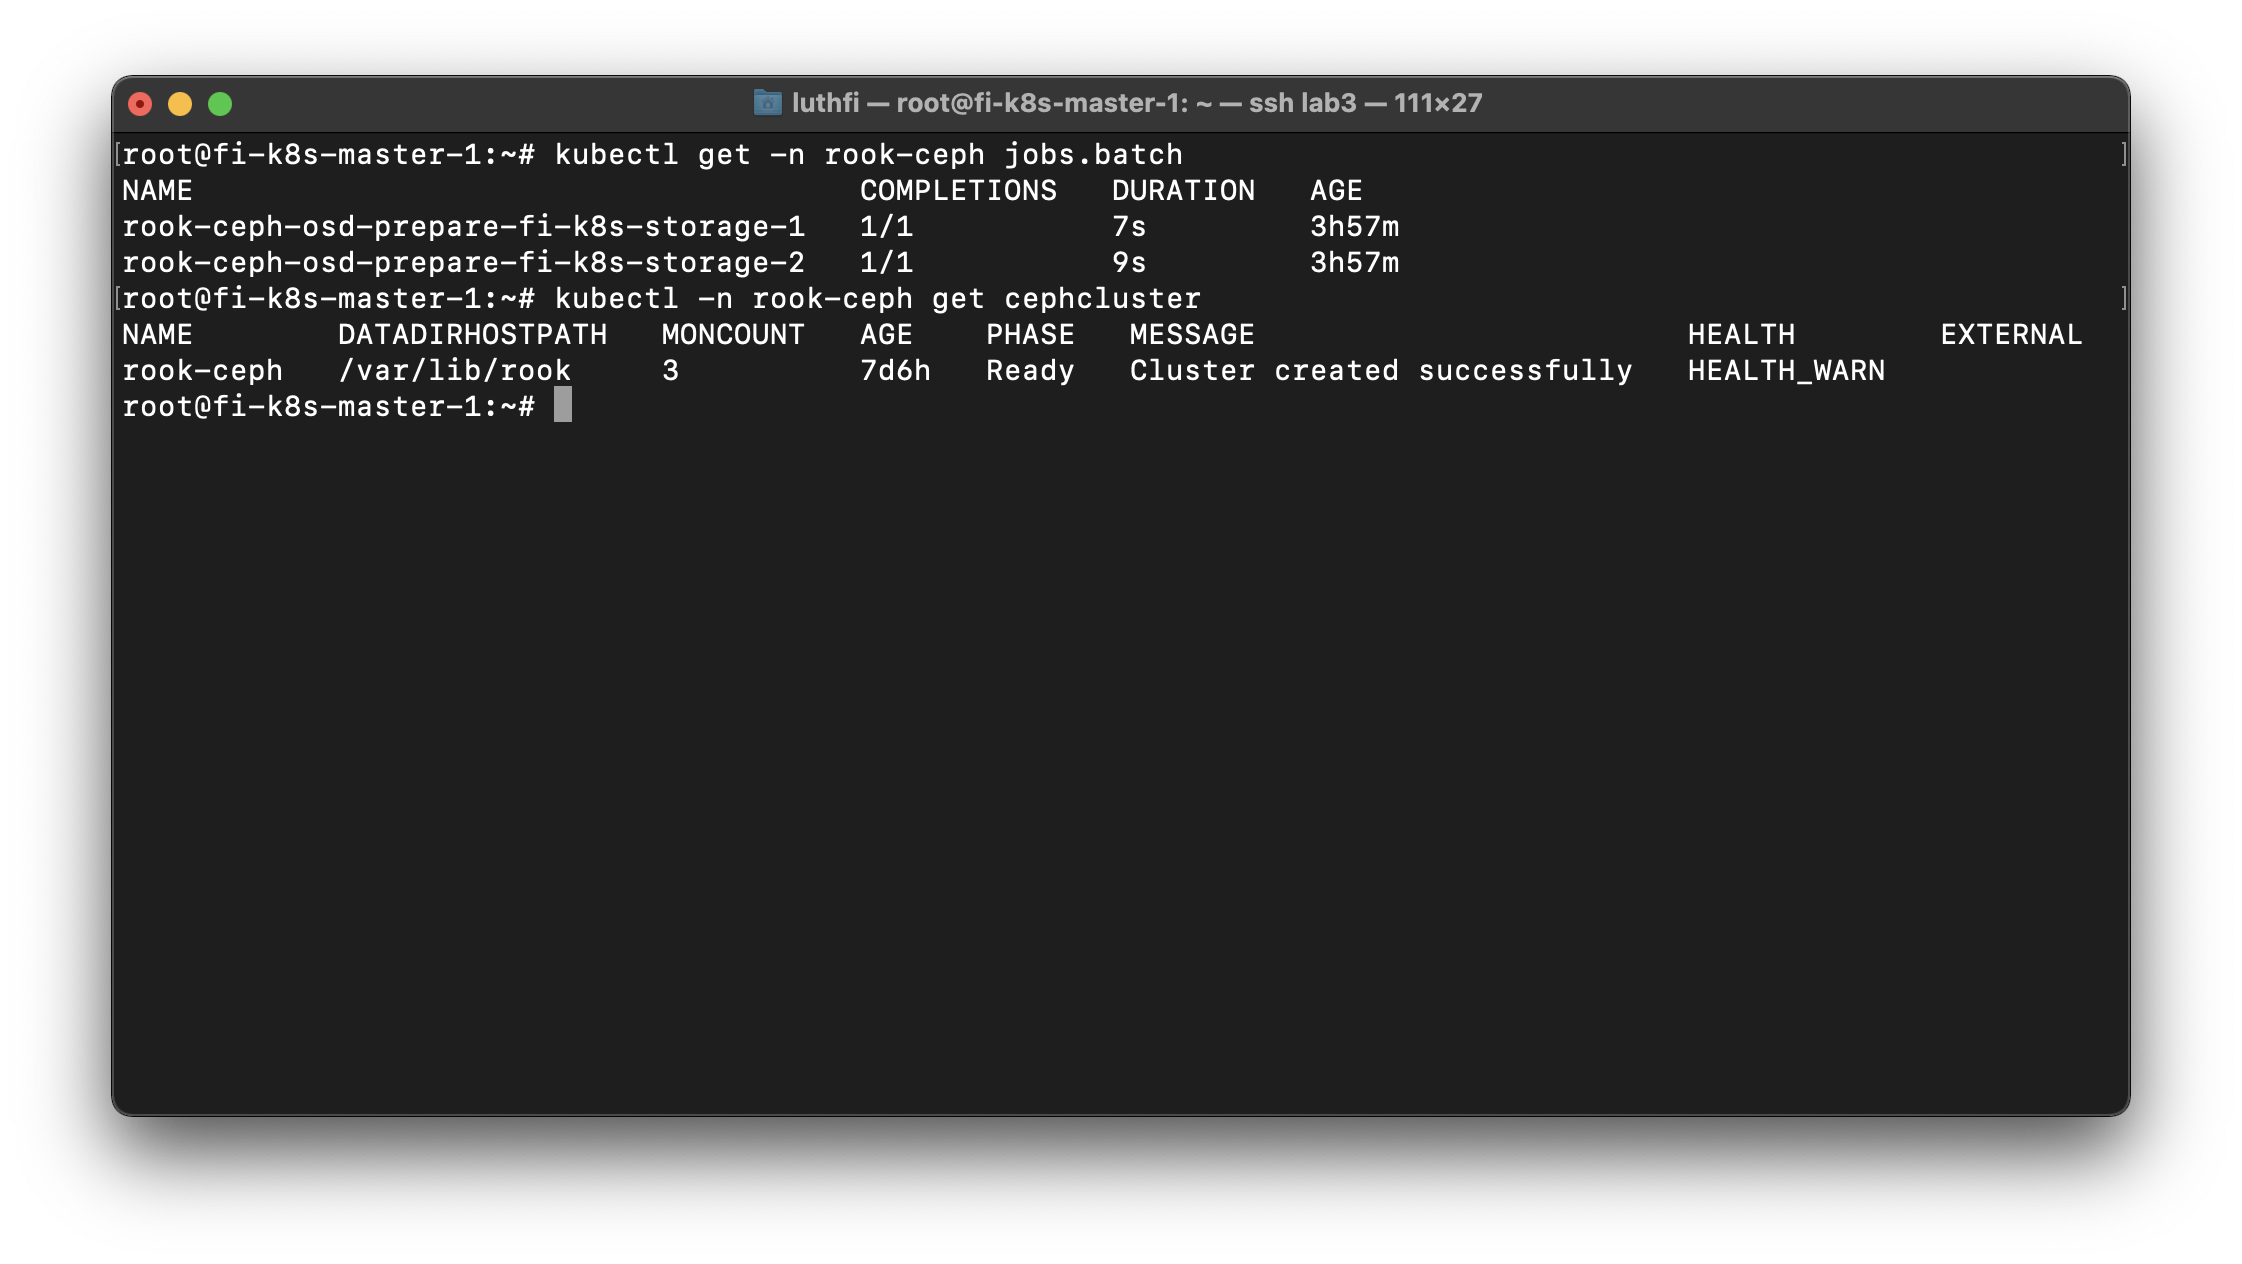 luthfi — root@fi-k8s-master-1: ~ — ssh lab3 — 111×27
[root@fi-k8s-master-1:~# kubectl get -n rook-ceph jobs.batch ]
NAME COMPLETIONS DURATION AGE
rook-ceph-osd-prepare-fi-k8s-storage-1 1/1 7s 3h57m
rook-ceph-osd-prepare-fi-k8s-storage-2 1/1 9s 3h57m
[root@fi-k8s-master-1:~# kubectl -n rook-ceph get cephcluster ]
NAME DATADIRHOSTPATH MONCOUNT AGE PHASE MESSAGE HEALTH EXTERNAL
rook-ceph /var/lib/rook 3 7d6h Ready Cluster created successfully HEALTH_WARN
root@fi-k8s-master-1:~#